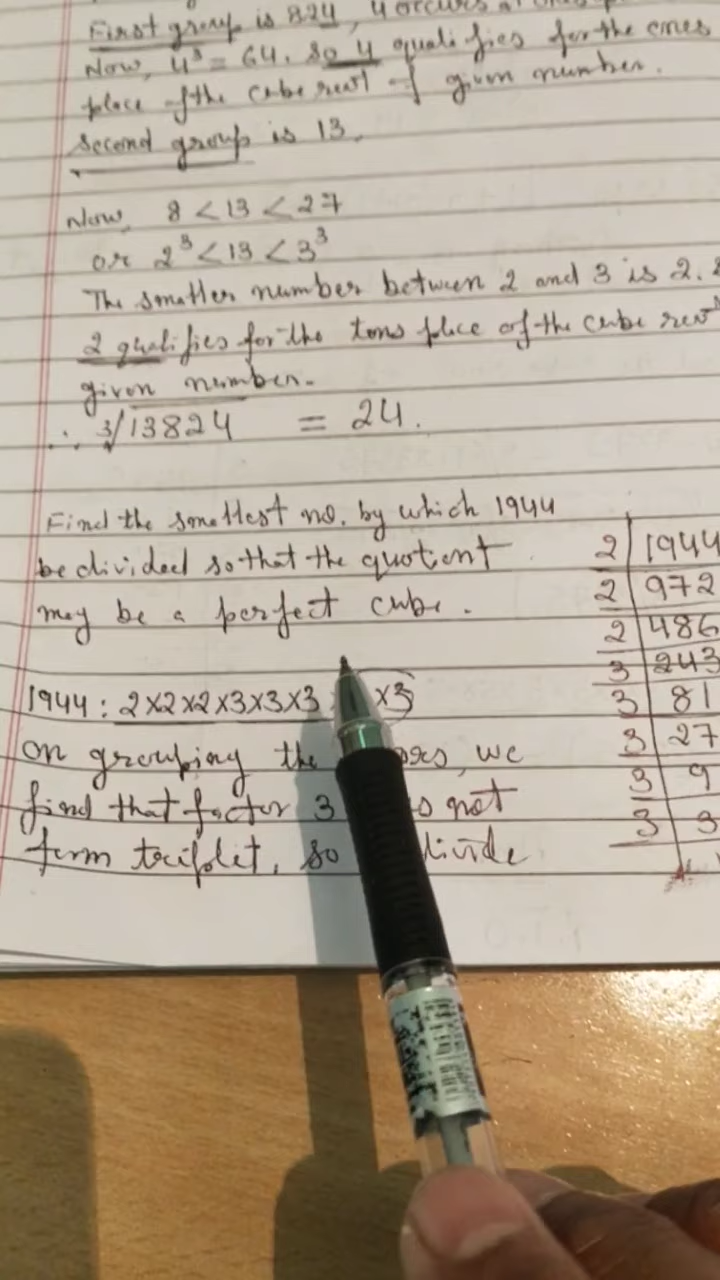 First group is 824, 4 occurs at
Now, 4³ = 64. So 4 qualifies for the ones
place of the cube root of given number.
Second group is 13.
Now, 8 < 13 < 27
or 2³ < 13 < 3³
The smaller number between 2 and 3 is 2.
2 qualifies for the tens place of the cube root
given number.
∴ ³√13824 = 24.
Find the smallest no. by which 1944
be divided so that the quotient
may be a perfect cube.
1944 : 2×2×2×3×3×3 ×3
On grouping the we
find that factor 3 not
form triplet, so divide
2 | 1944
2 | 972
2 | 486
3 | 243
3 | 81
3 | 27
3 | 9
3 | 3